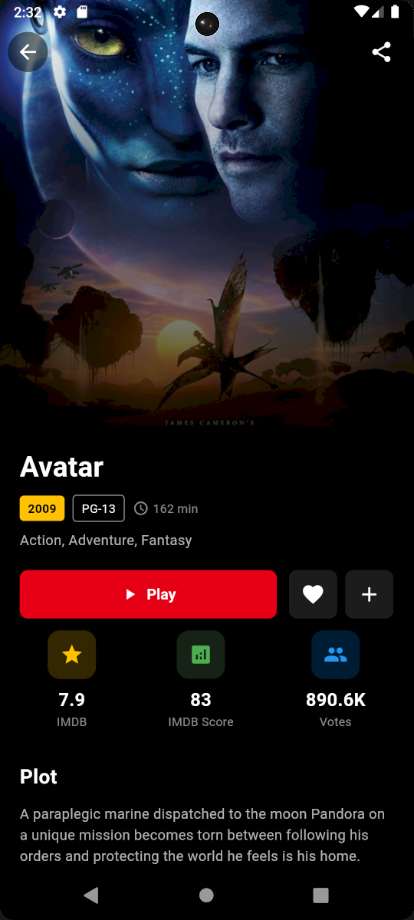 2:32
JAMES CAMERON'S
Avatar
2009 PG-13 162 min
Action, Adventure, Fantasy
Play
7.9 83 890.6K
IMDB IMDB Score Votes
Plot
A paraplegic marine dispatched to the moon Pandora on
a unique mission becomes torn between following his
orders and protecting the world he feels is his home.